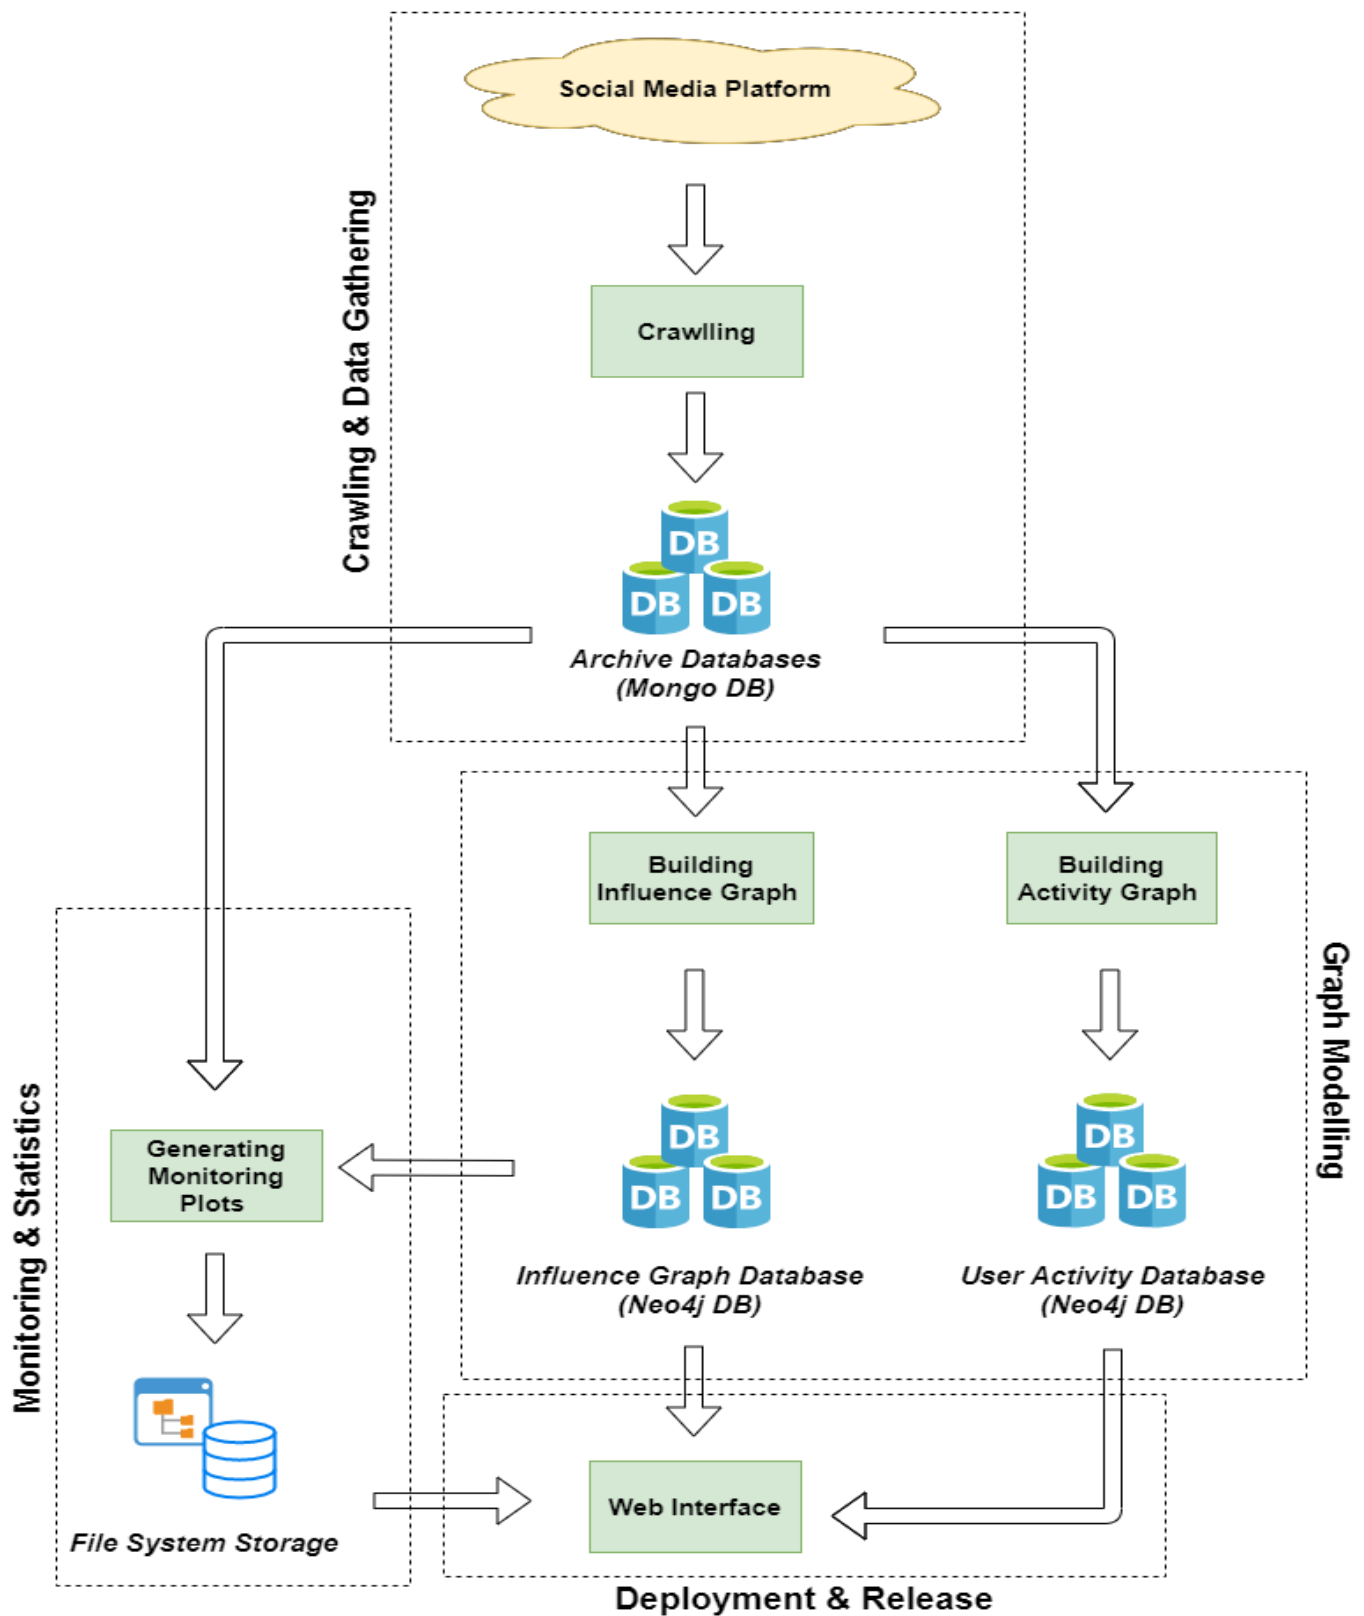 Social Media Platform
Crawling & Data Gathering
Crawlling
DB
DB
DB
Archive Databases
(Mongo DB)
Building
Influence Graph
Building
Activity Graph
Graph Modelling
Monitoring & Statistics
Generating
Monitoring
Plots
DB
DB
DB
DB
DB
DB
Influence Graph Database
(Neo4j DB)
User Activity Database
(Neo4j DB)
File System Storage
Web Interface
Deployment & Release